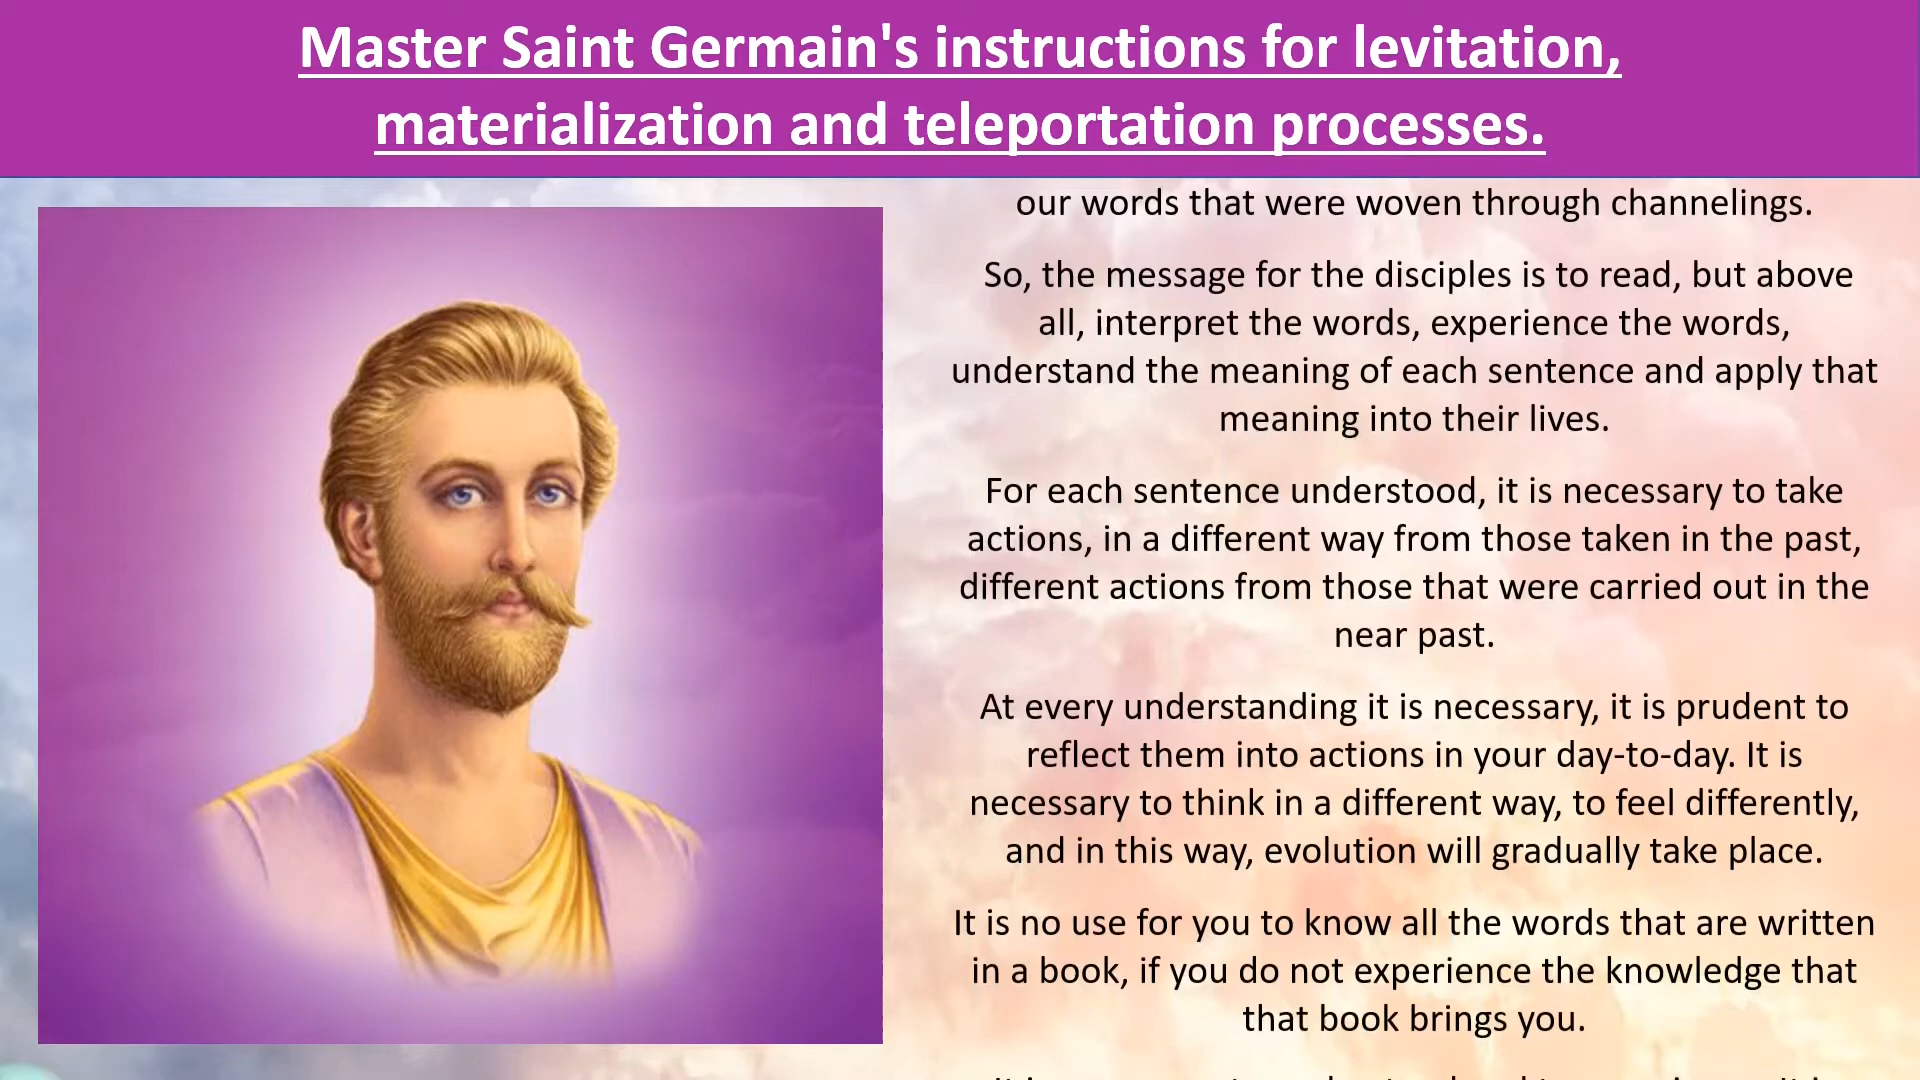 Master Saint Germain's instructions for levitation,
materialization and teleportation processes.
our words that were woven through channelings.
So, the message for the disciples is to read, but above
all, interpret the words, experience the words,
understand the meaning of each sentence and apply that
meaning into their lives.
For each sentence understood, it is necessary to take
actions, in a different way from those taken in the past,
different actions from those that were carried out in the
near past.
At every understanding it is necessary, it is prudent to
reflect them into actions in your day-to-day. It is
necessary to think in a different way, to feel differently,
and in this way, evolution will gradually take place.
It is no use for you to know all the words that are written
in a book, if you do not experience the knowledge that
that book brings you.